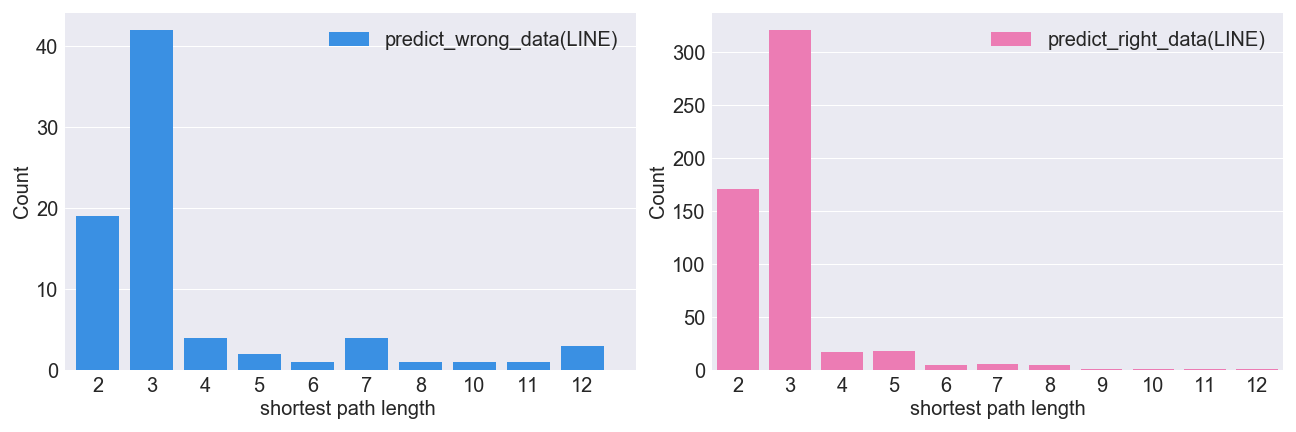 predict_wrong_data(LINE)
40
30
20
10
0
Count
2 3 4 5 6 7 8 10 11 12
shortest path length
predict_right_data(LINE)
300
250
200
150
100
50
0
Count
2 3 4 5 6 7 8 9 10 11 12
shortest path length